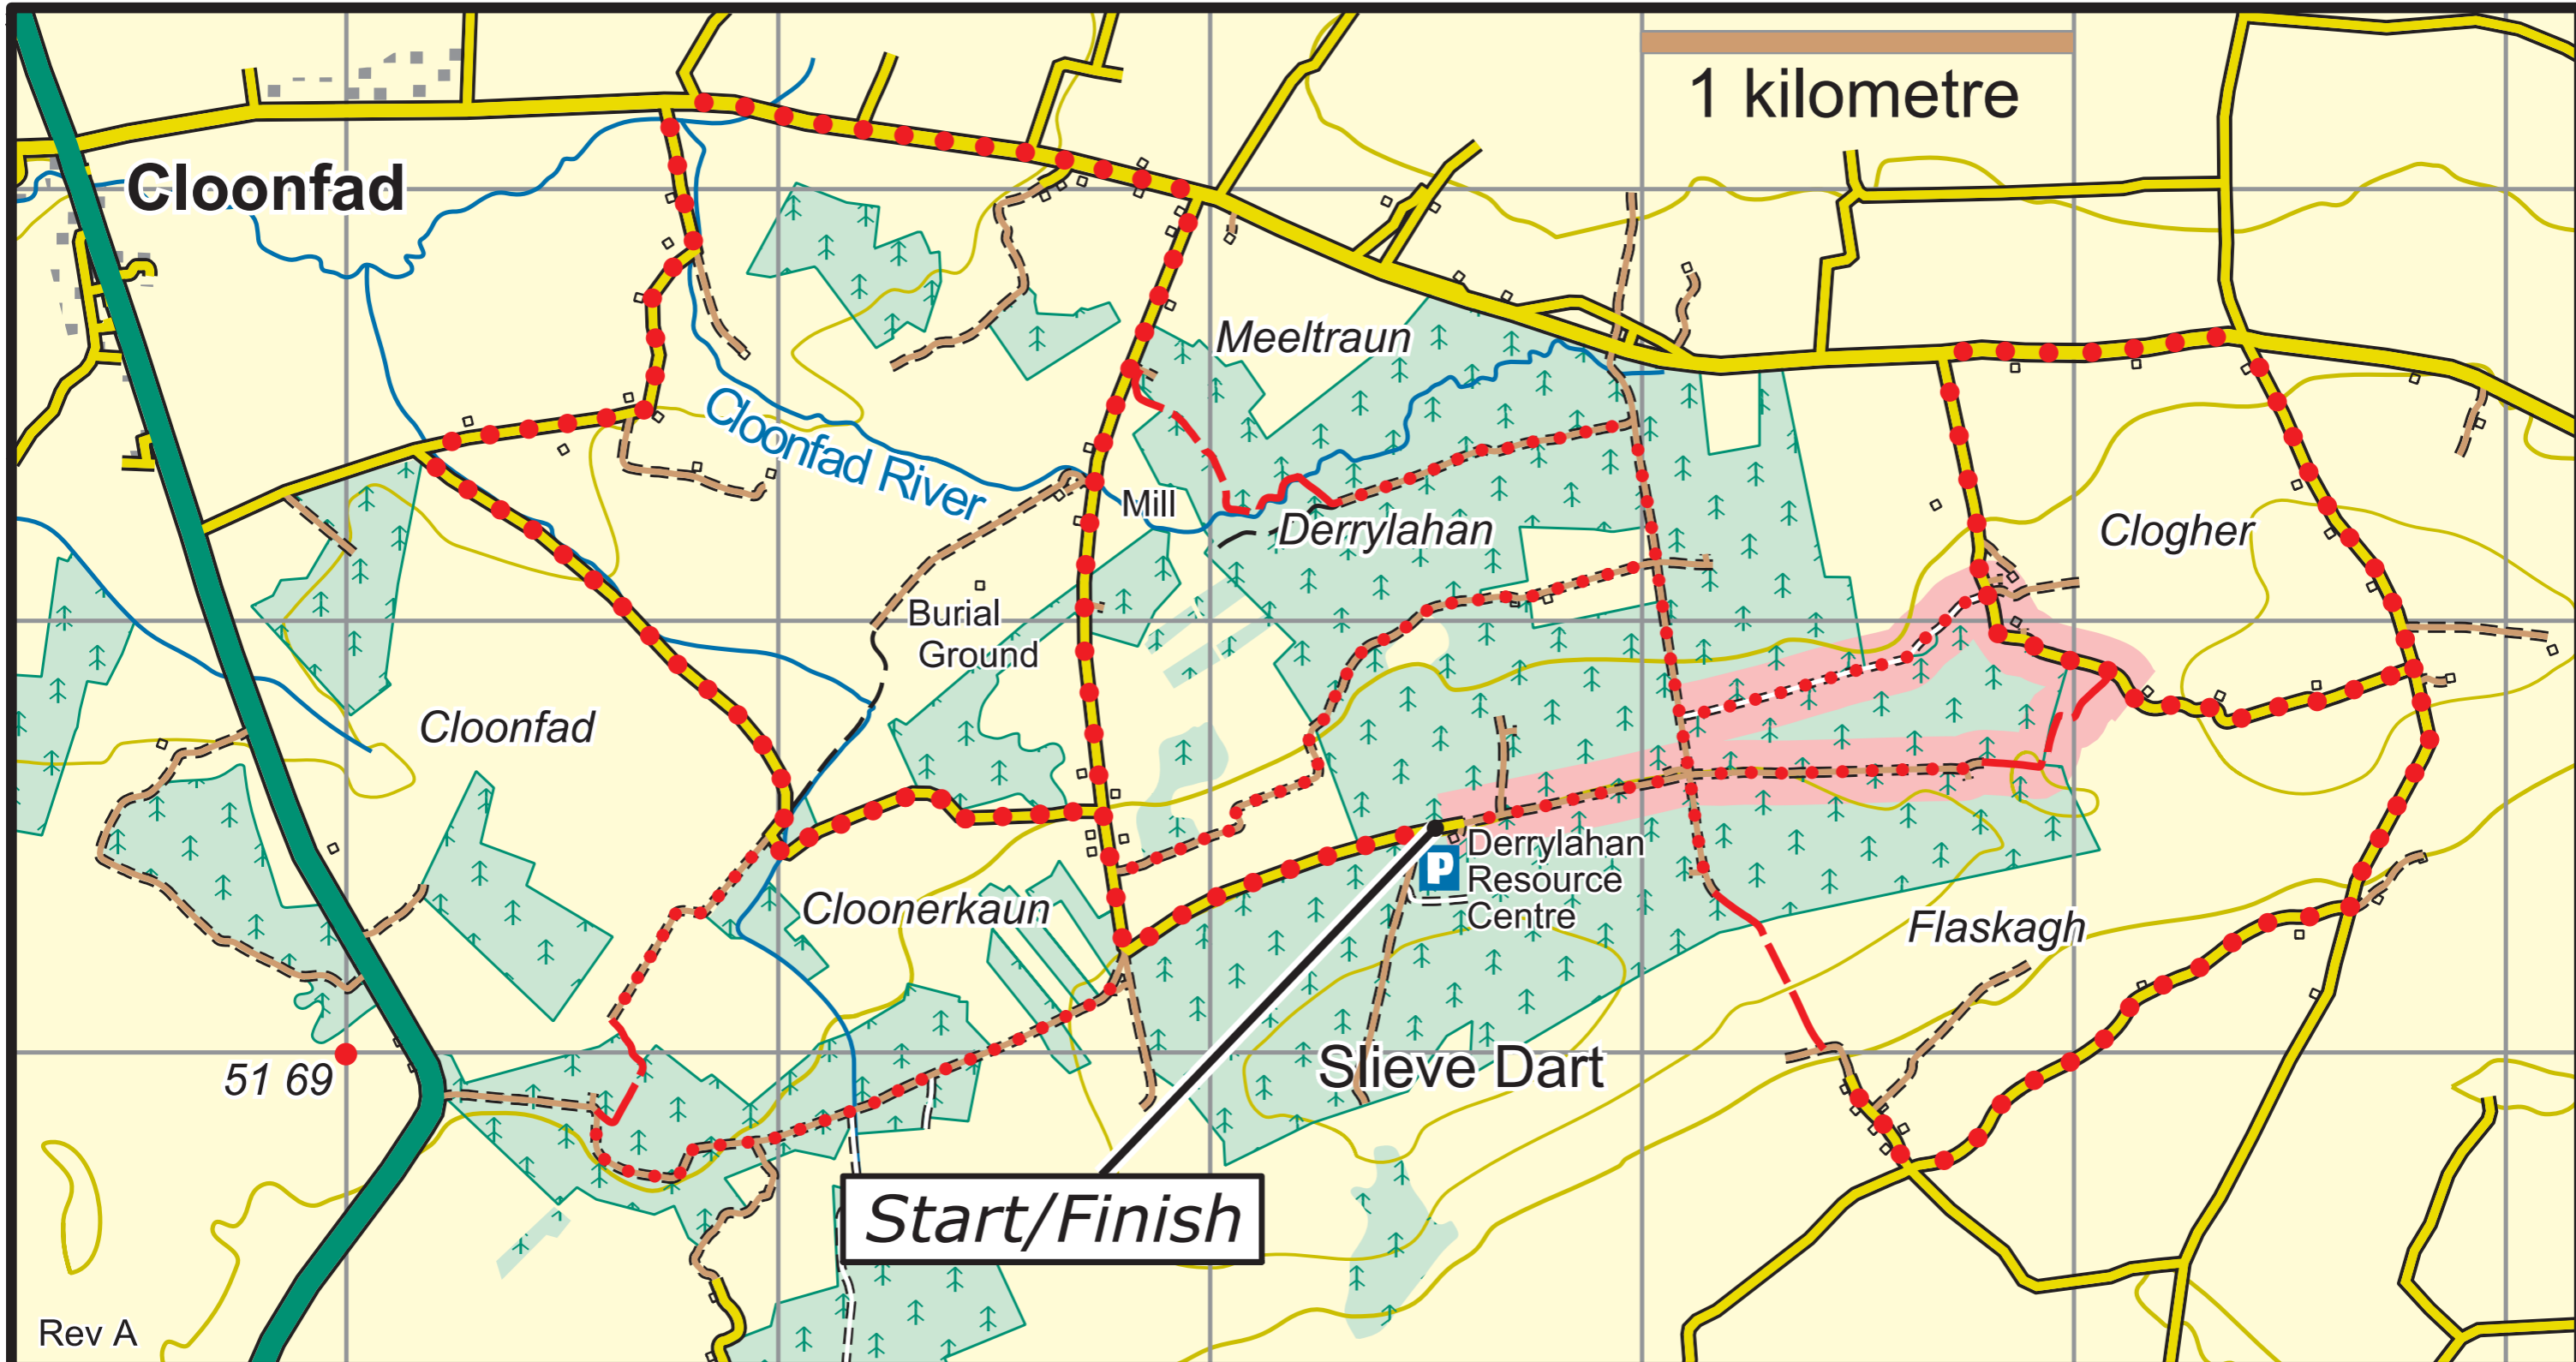 1 kilometre
Cloonfad
Meeltraun
Cloonfad River
Mill
Derrylahan
Clogher
Burial
Ground
Cloonfad
P
Derrylahan
Resource
Centre
Cloonerkaun
Flaskagh
51 69
Slieve Dart
Start/Finish
Rev A